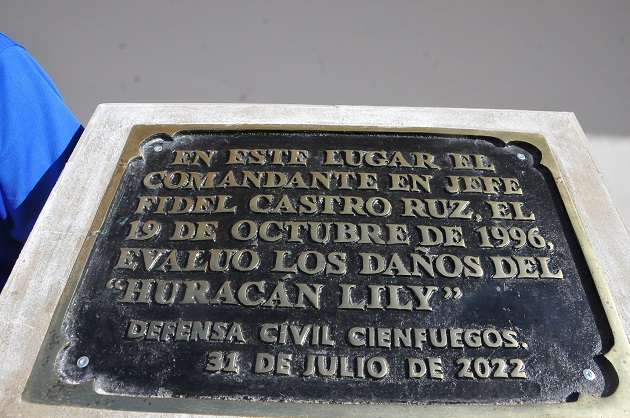 EN ESTE LUGAR EL
COMANDANTE EN JEFE
FIDEL CASTRO RUZ, EL
19 DE OCTUBRE DE 1996,
EVALUO LOS DAÑOS DEL
“HURACÁN LILY”
DEFENSA CIVIL CIENFUEGOS.
31 DE JULIO DE 2022